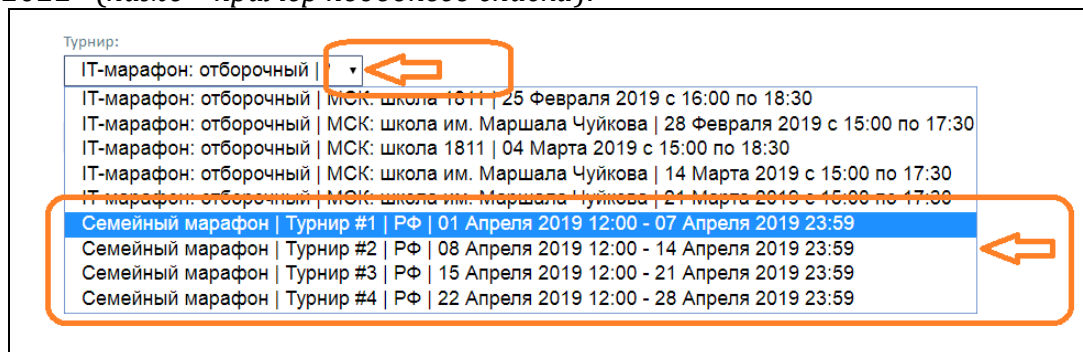 Турнир:
IT-марафон: отборочный |
IT-марафон: отборочный | МСК: школа 1811 | 25 Февраля 2019 с 16:00 по 18:30
IT-марафон: отборочный | МСК: школа им. Маршала Чуйкова | 28 Февраля 2019 с 15:00 по 17:30
IT-марафон: отборочный | МСК: школа 1811 | 04 Марта 2019 с 15:00 по 18:30
IT-марафон: отборочный | МСК: школа им. Маршала Чуйкова | 14 Марта 2019 с 15:00 по 17:30
IT-марафон: отборочный | МСК: школа им. Маршала Чуйкова | 21 Марта 2019 с 15:00 по 17:30
Семейный марафон | Турнир #1 | РФ | 01 Апреля 2019 12:00 - 07 Апреля 2019 23:59
Семейный марафон | Турнир #2 | РФ | 08 Апреля 2019 12:00 - 14 Апреля 2019 23:59
Семейный марафон | Турнир #3 | РФ | 15 Апреля 2019 12:00 - 21 Апреля 2019 23:59
Семейный марафон | Турнир #4 | РФ | 22 Апреля 2019 12:00 - 28 Апреля 2019 23:59